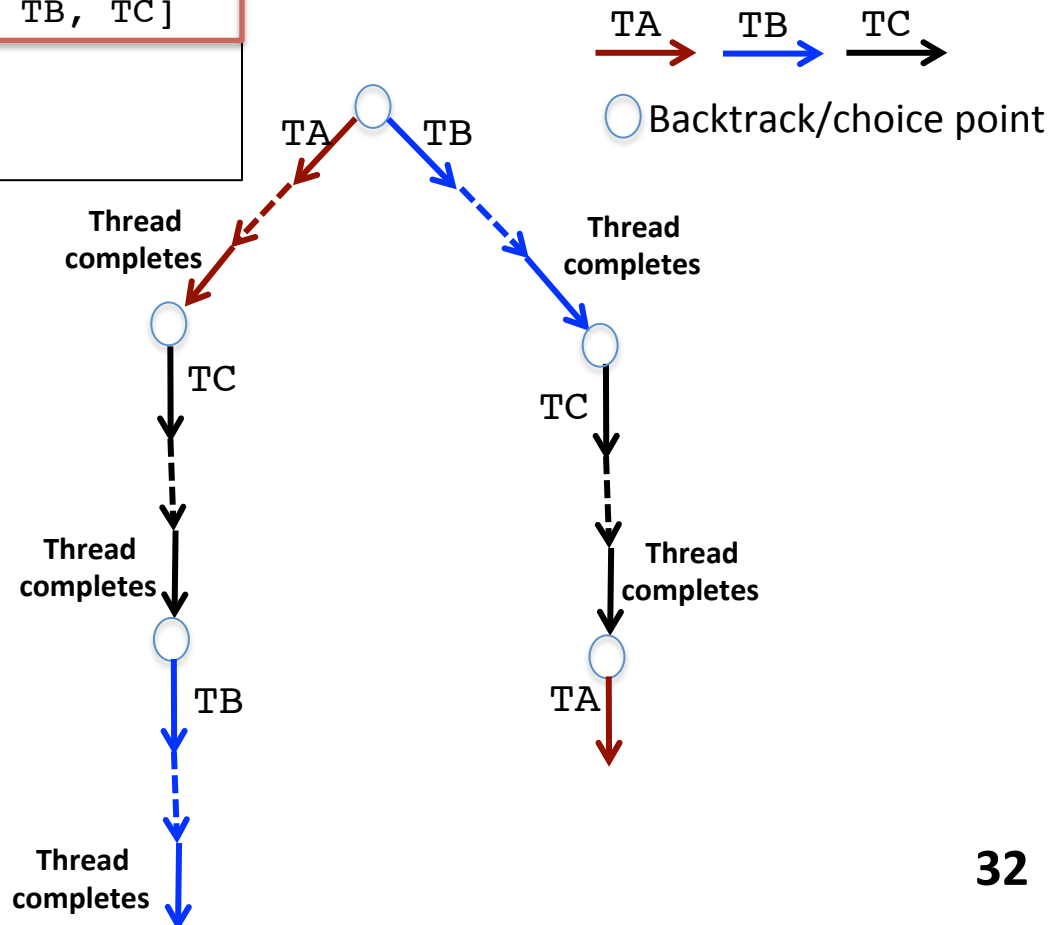 TB, TC]
TA TB TC
Backtrack/choice point
TA TB
Thread
completes
Thread
completes
TC
TC
Thread
completes
Thread
completes
TB
TA
Thread
completes
32